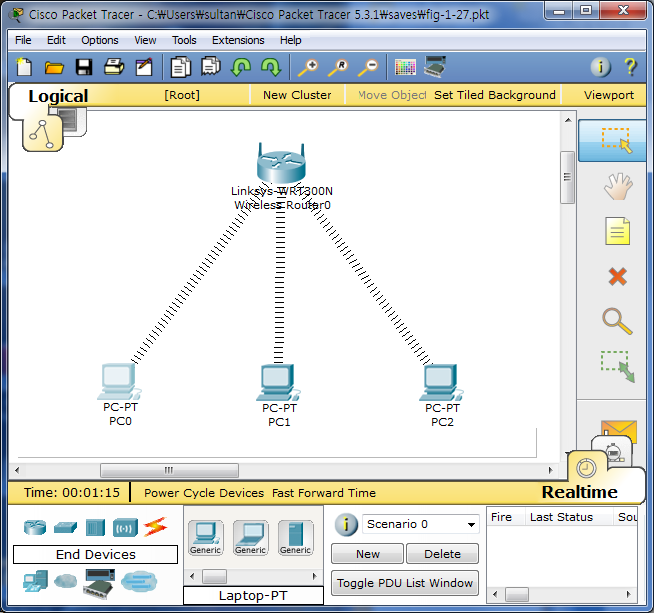 Cisco Packet Tracer - C:₩Users₩sultan₩Cisco Packet Tracer 5.3.1₩saves₩fig-1-27.pkt
File Edit Options View Tools Extensions Help
Logical [Root] New Cluster Move Object Set Tiled Background Viewport
Linksys-WRT300N
Wireless Router0
PC-PT
PC0
PC-PT
PC1
PC-PT
PC2
Time: 00:01:15 Power Cycle Devices Fast Forward Time Realtime
End Devices
Generic Generic Generic
Laptop-PT
Scenario 0
New Delete
Toggle PDU List Window
Fire Last Status Sou